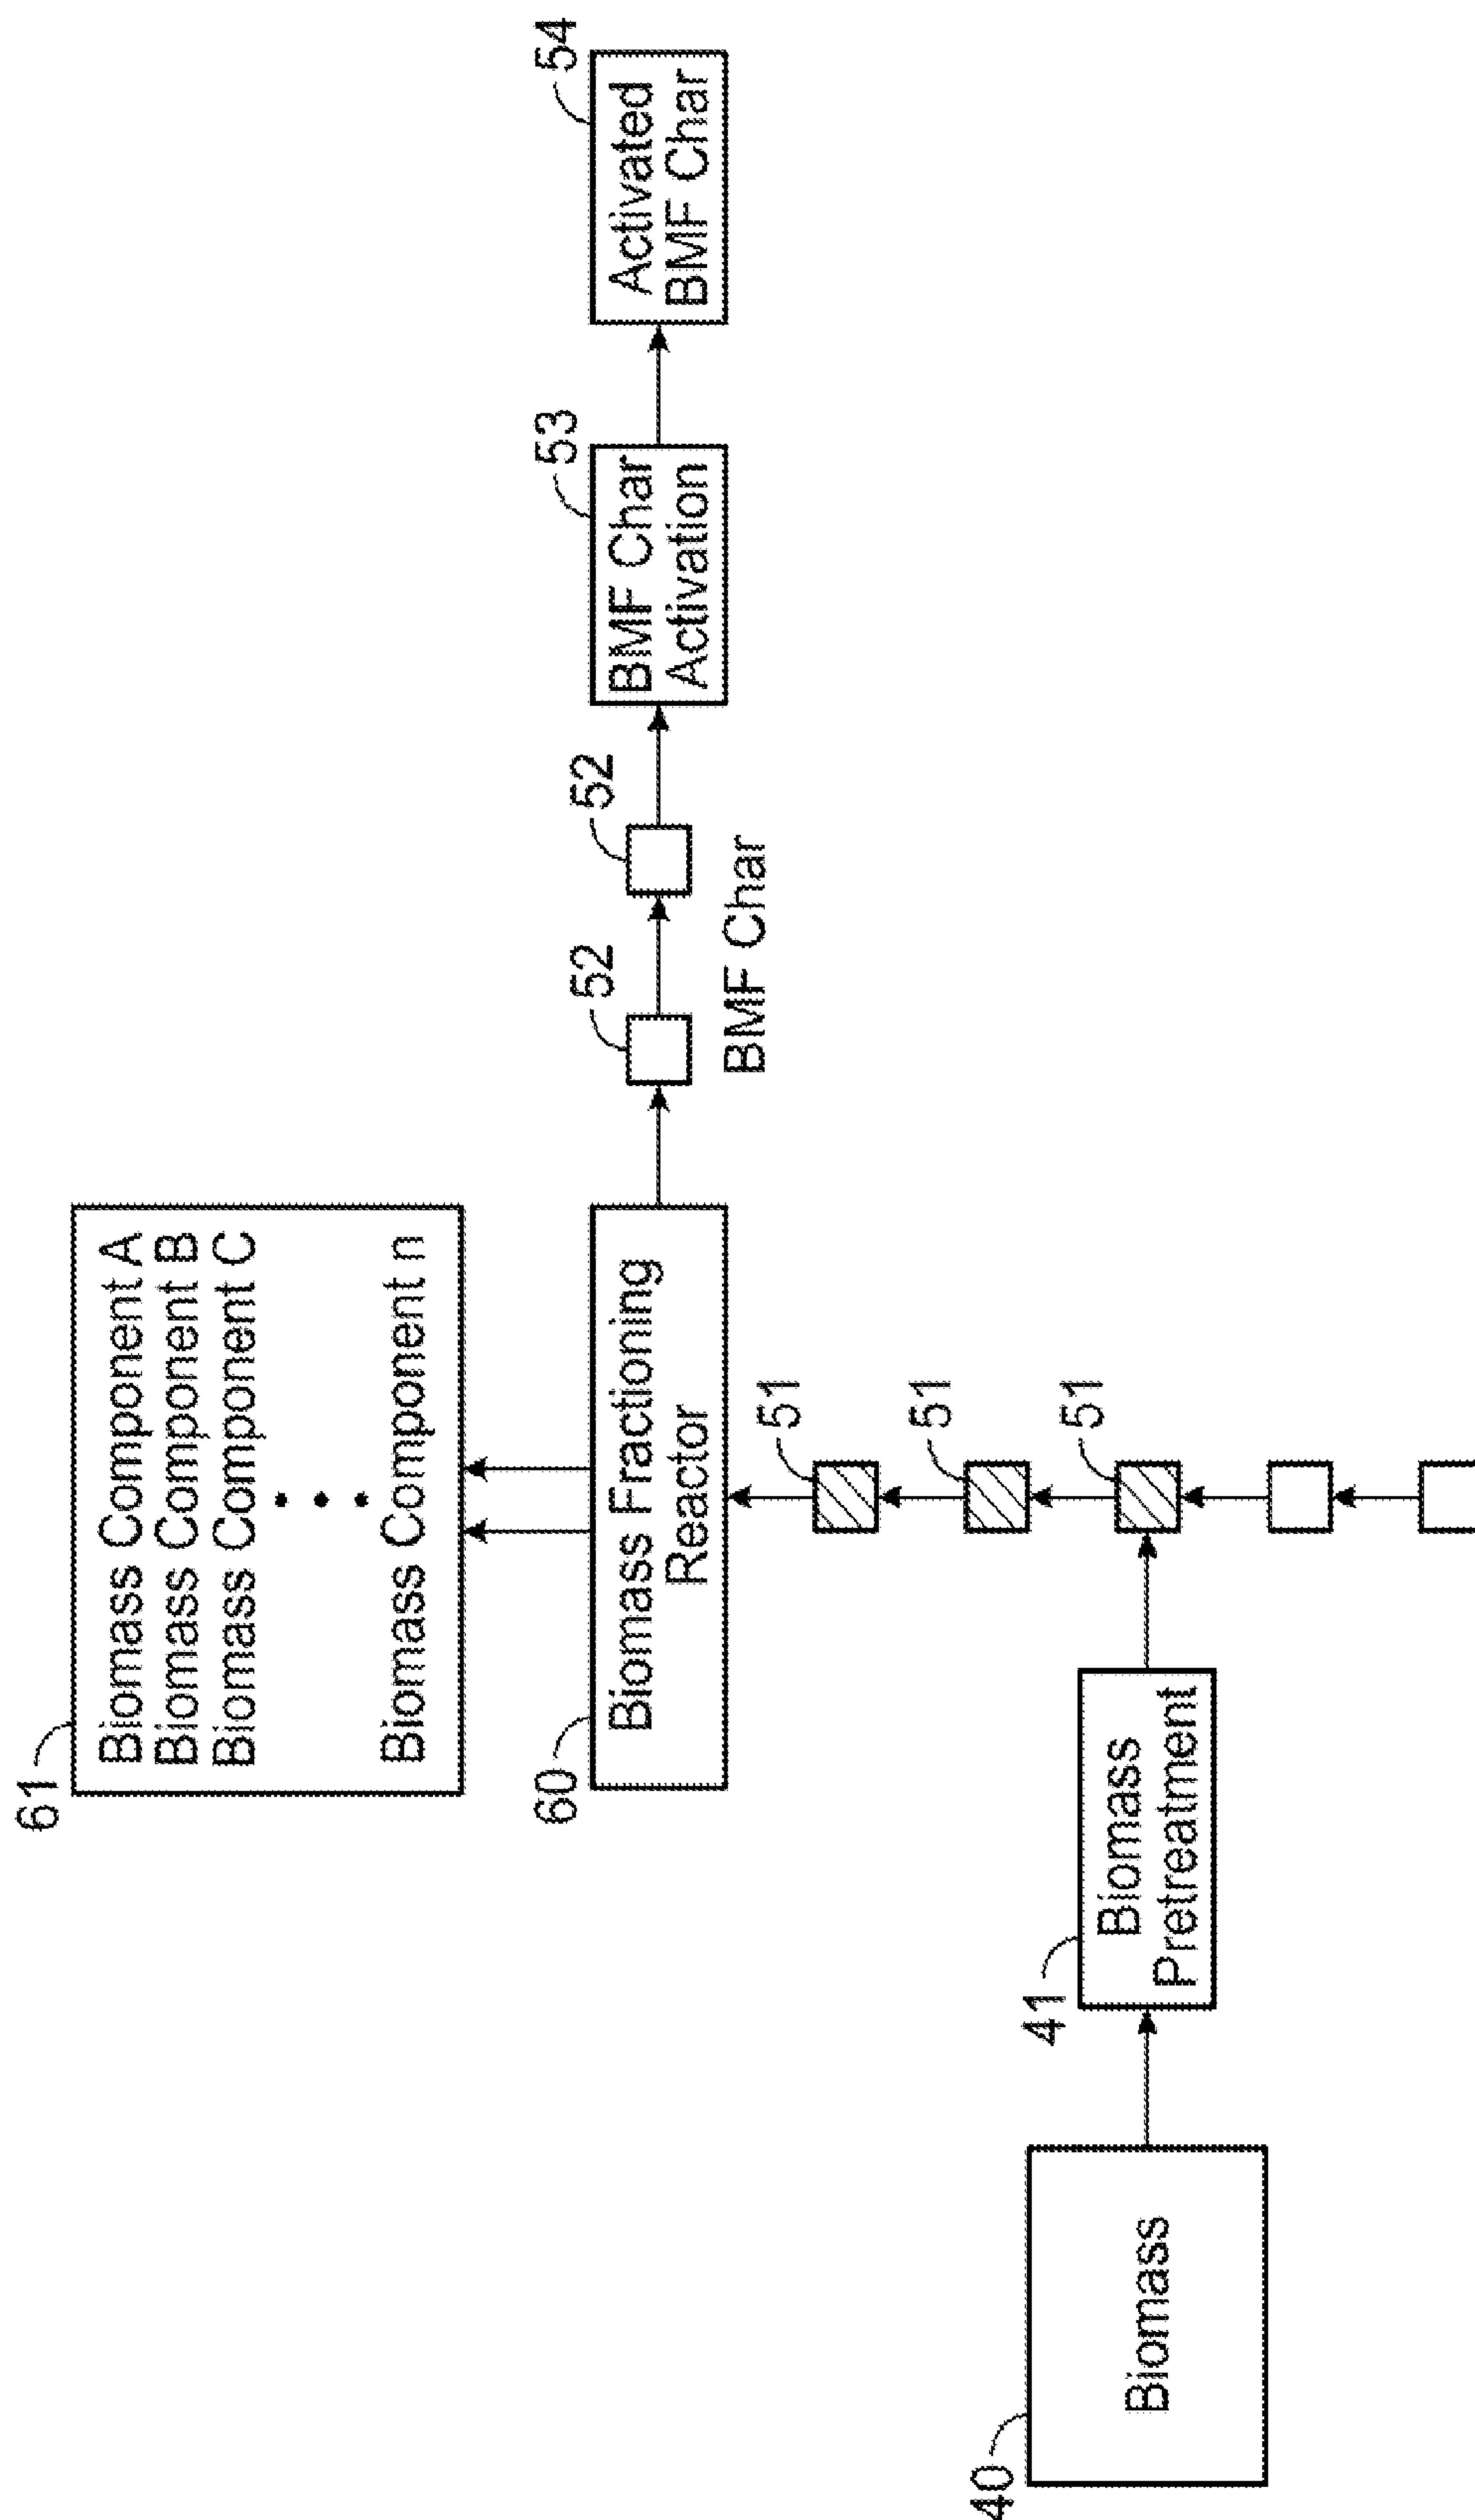 61
Biomass Component A
Biomass Component B
Biomass Component C
Biomass Component n
60
Biomass Fractioning
Reactor
52
52
BMF Char
53
BMF Char
Activation
54
Activated
BMF Char
51
51
51
40
Biomass
41
Biomass
Pretreatment